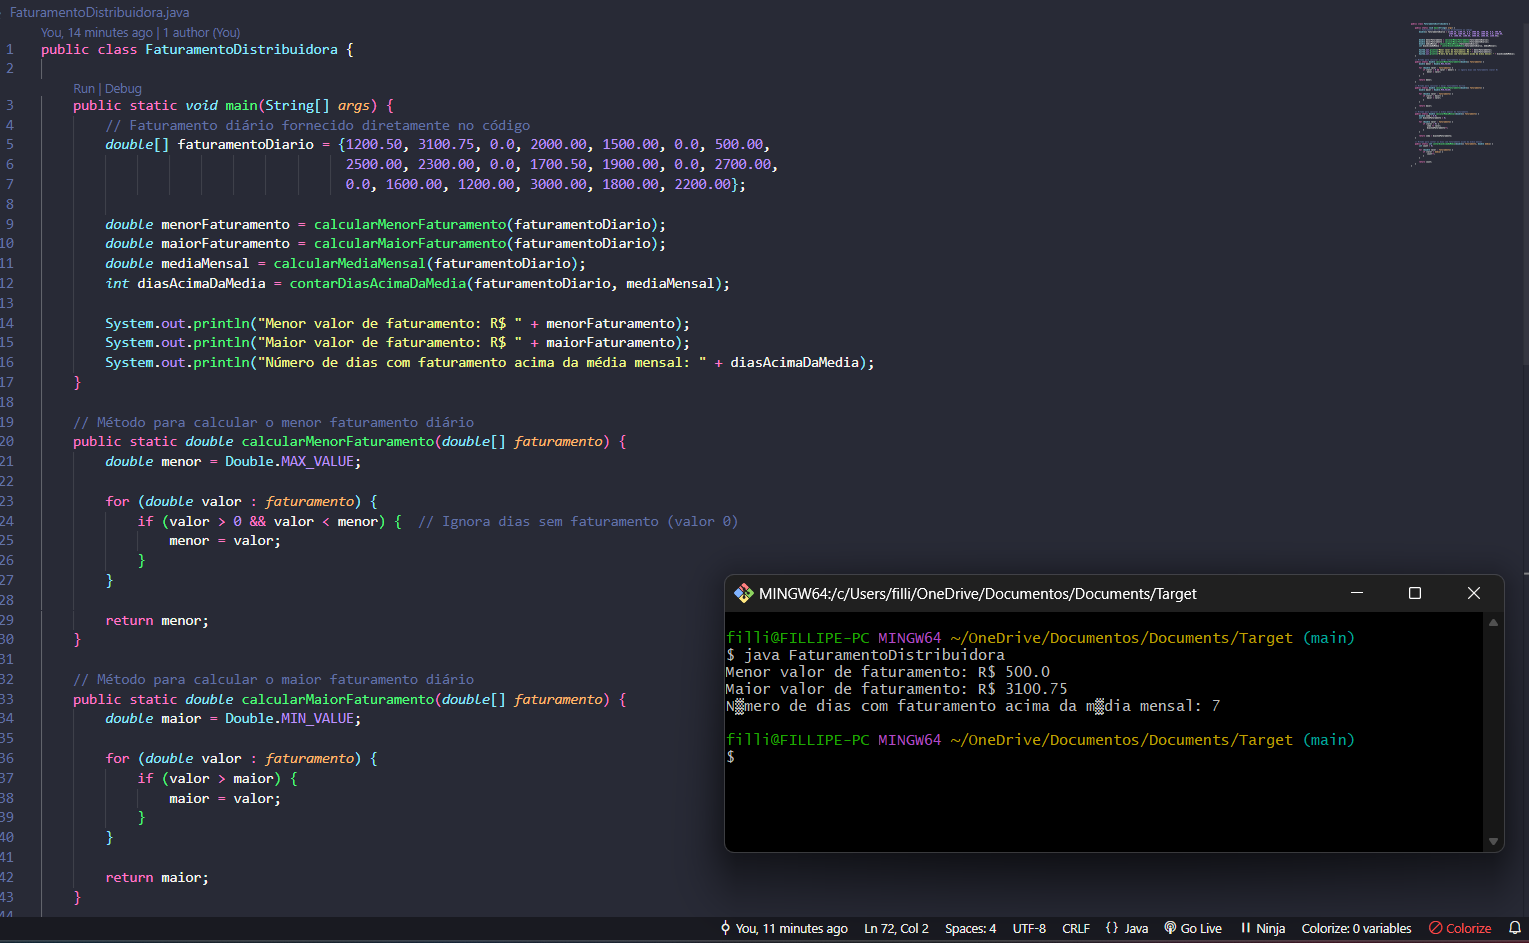 FaturamentoDistribuidora.java
You, 14 minutes ago | 1 author (You)
1 public class FaturamentoDistribuidora {
2
Run | Debug
3 public static void main(String[] args) {
4 // Faturamento diário fornecido diretamente no código
5 double[] faturamentoDiario = {1200.50, 3100.75, 0.0, 2000.00, 1500.00, 0.0, 500.00,
6 2500.00, 2300.00, 0.0, 1700.50, 1900.00, 0.0, 2700.00,
7 0.0, 1600.00, 1200.00, 3000.00, 1800.00, 2200.00};
8
9 double menorFaturamento = calcularMenorFaturamento(faturamentoDiario);
10 double maiorFaturamento = calcularMaiorFaturamento(faturamentoDiario);
11 double mediaMensal = calcularMediaMensal(faturamentoDiario);
12 int diasAcimaDaMedia = contarDiasAcimaDaMedia(faturamentoDiario, mediaMensal);
13
14 System.out.println("Menor valor de faturamento: R$ " + menorFaturamento);
15 System.out.println("Maior valor de faturamento: R$ " + maiorFaturamento);
16 System.out.println("Número de dias com faturamento acima da média mensal: " + diasAcimaDaMedia);
17 }
18
19 // Método para calcular o menor faturamento diário
20 public static double calcularMenorFaturamento(double[] faturamento) {
21 double menor = Double.MAX_VALUE;
22
23 for (double valor : faturamento) {
24 if (valor > 0 && valor < menor) { // Ignora dias sem faturamento (valor 0)
25 menor = valor;
26 }
27 }
28
29 return menor;
30 }
31
32 // Método para calcular o maior faturamento diário
33 public static double calcularMaiorFaturamento(double[] faturamento) {
34 double maior = Double.MIN_VALUE;
35
36 for (double valor : faturamento) {
37 if (valor > maior) {
38 maior = valor;
39 }
40 }
41
42 return maior;
43 }
44
MINGW64:/c/Users/filli/OneDrive/Documentos/Documents/Target
filli@FILLIPE-PC MINGW64 ~/OneDrive/Documentos/Documents/Target (main)
$ java FaturamentoDistribuidora
Menor valor de faturamento: R$ 500.0
Maior valor de faturamento: R$ 3100.75
N▒mero de dias com faturamento acima da m▒dia mensal: 7
filli@FILLIPE-PC MINGW64 ~/OneDrive/Documentos/Documents/Target (main)
$
You, 11 minutes ago Ln 72, Col 2 Spaces: 4 UTF-8 CRLF {} Java Go Live Ninja Colorize: 0 variables Colorize